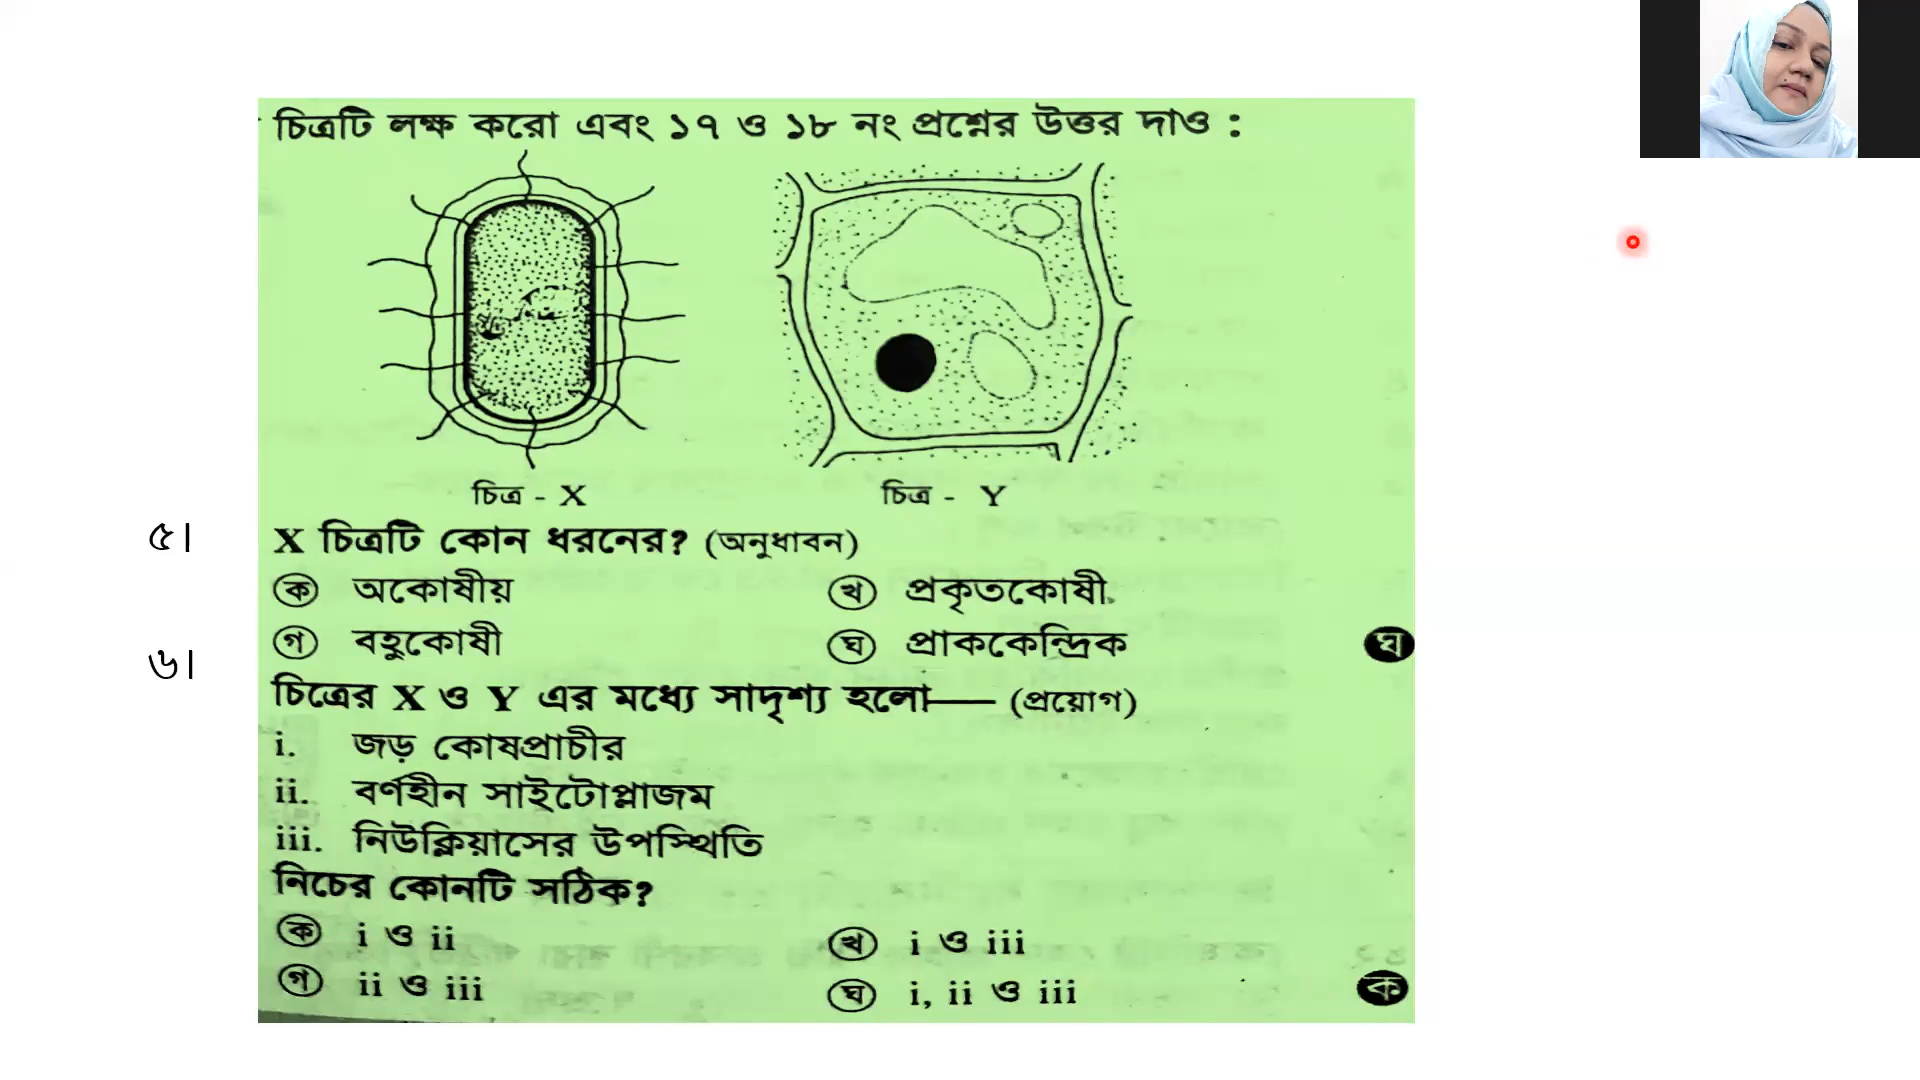 চিত্রটি লক্ষ করো এবং ১৭ ও ১৮ নং প্রশ্নের উত্তর দাও :
চিত্র - X চিত্র - Y
৫। X চিত্রটি কোন ধরনের? (অনুধাবন)
ক অকোষীয় খ প্রকৃতকোষী
গ বহুকোষী ঘ প্রাককেন্দ্রিক ঘ
৬।
চিত্রের X ও Y এর মধ্যে সাদৃশ্য হলো— (প্রয়োগ)
i. জড় কোষপ্রাচীর
ii. বর্ণহীন সাইটোপ্লাজম
iii. নিউক্লিয়াসের উপস্থিতি
নিচের কোনটি সঠিক?
ক i ও ii খ i ও iii
গ ii ও iii ঘ i, ii ও iii ক